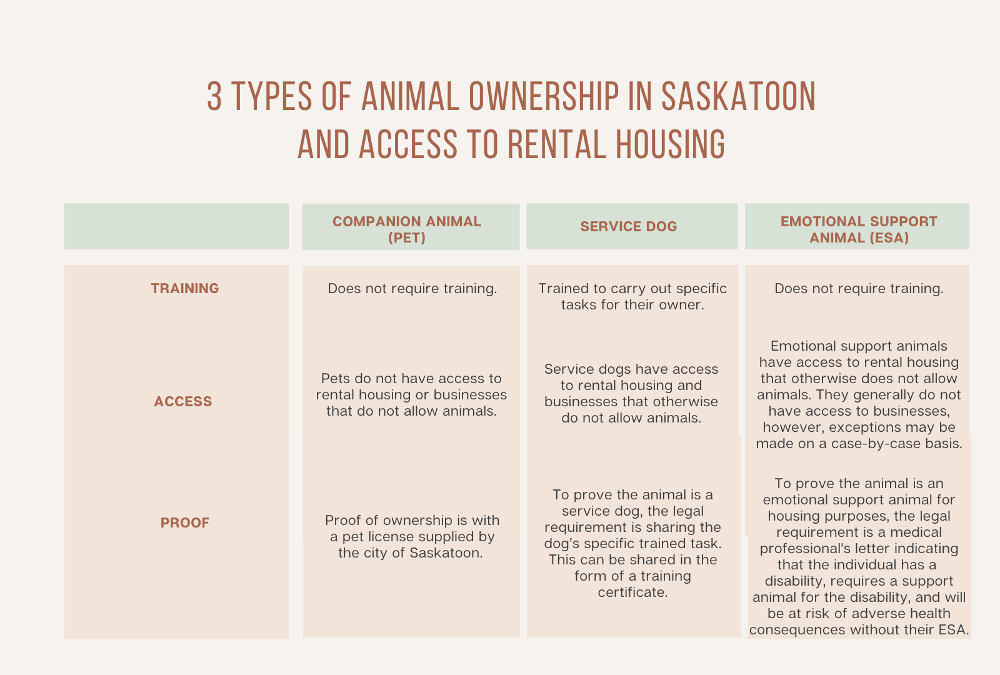 3 TYPES OF ANIMAL OWNERSHIP IN SASKATOON
AND ACCESS TO RENTAL HOUSING
COMPANION ANIMAL
(PET)
SERVICE DOG
EMOTIONAL SUPPORT
ANIMAL (ESA)
TRAINING
Does not require training.
Trained to carry out specific
tasks for their owner.
Does not require training.
ACCESS
Pets do not have access to
rental housing or businesses
that do not allow animals.
Service dogs have access
to rental housing and
businesses that otherwise
do not allow animals.
Emotional support animals
have access to rental housing
that otherwise does not allow
animals. They generally do not
have access to businesses,
however, exceptions may be
made on a case-by-case basis.
PROOF
Proof of ownership is with
a pet license supplied by
the city of Saskatoon.
To prove the animal is a
service dog, the legal
requirement is sharing the
dog’s specific trained task.
This can be shared in the
form of a training
certificate.
To prove the animal is an
emotional support animal for
housing purposes, the legal
requirement is a medical
professional's letter indicating
that the individual has a
disability, requires a support
animal for the disability, and will
be at risk of adverse health
consequences without their ESA.